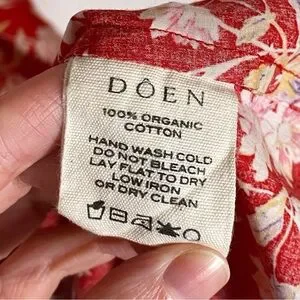 DÔEN
100% ORGANIC
COTTON
HAND WASH COLD
DO NOT BLEACH
LAY FLAT TO DRY
LOW IRON
OR DRY CLEAN